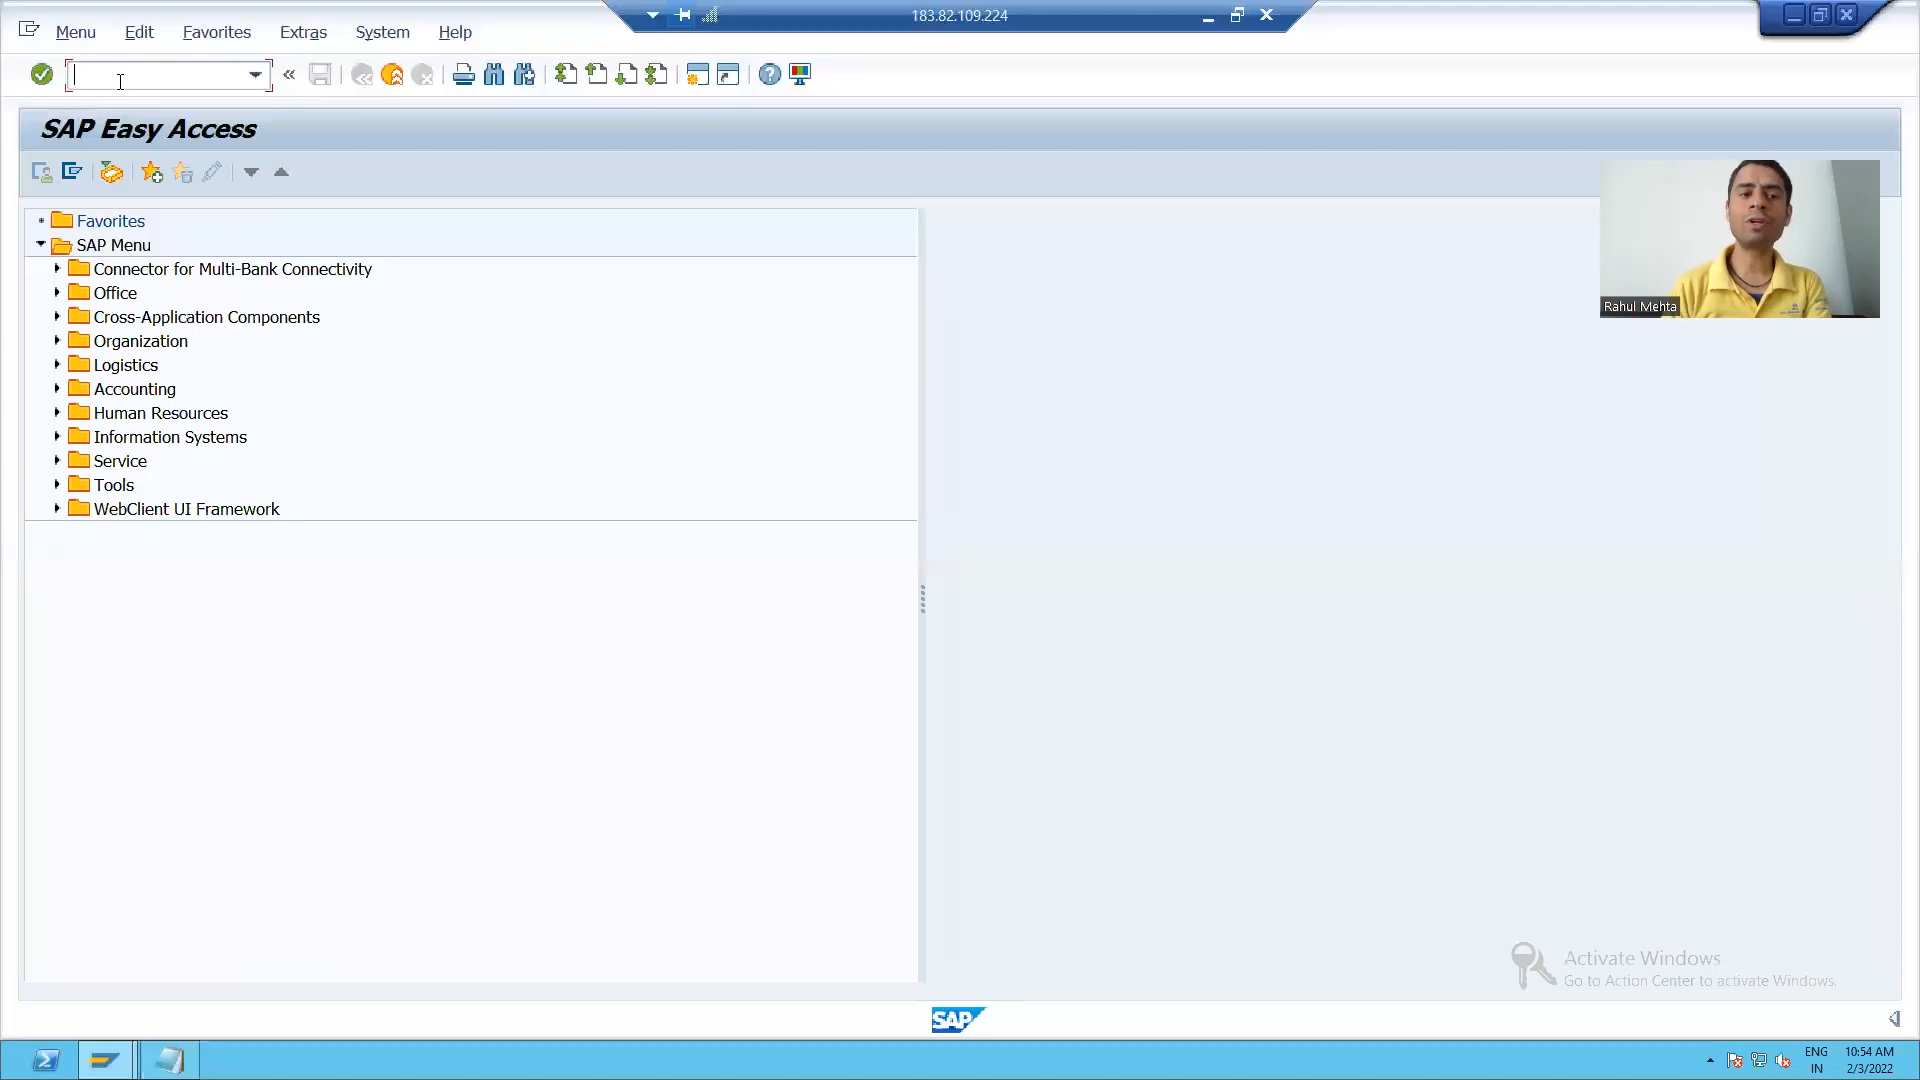 183.82.109.224
Menu Edit Favorites Extras System Help
SAP Easy Access
Favorites
SAP Menu
Connector for Multi-Bank Connectivity
Office
Cross-Application Components
Organization
Logistics
Accounting
Human Resources
Information Systems
Service
Tools
WebClient UI Framework
Rahul Mehta
Activate Windows
Go to Action Center to activate Windows.
SAP
ENG 10:54 AM
IN 2/3/2022